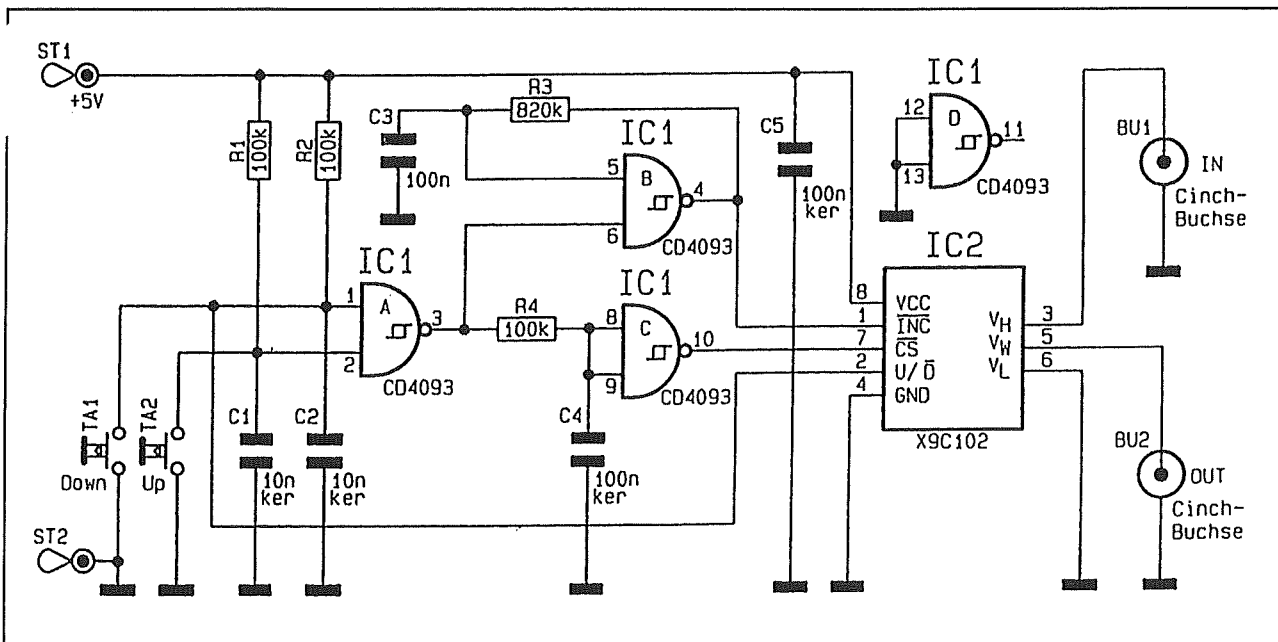 ST1
+5V
R1
100k
R2
100k
C3
100n
R3
820k
IC1
5
6
B
4
CD4093
C5
100n
ker
IC1
12
13
D
11
CD4093
BU1
IN
Cinch-
Buchse
IC1
1
2
A
3
CD4093
R4
100k
IC1
8
9
C
10
CD4093
C4
100n
ker
IC2
8 VCC
1 INC
7 CS
2 U/D
4 GND
VH 3
VW 5
VL 6
X9C102
TA1
Down
TA2
Up
C1
10n
ker
C2
10n
ker
BU2
OUT
Cinch-
Buchse
ST2